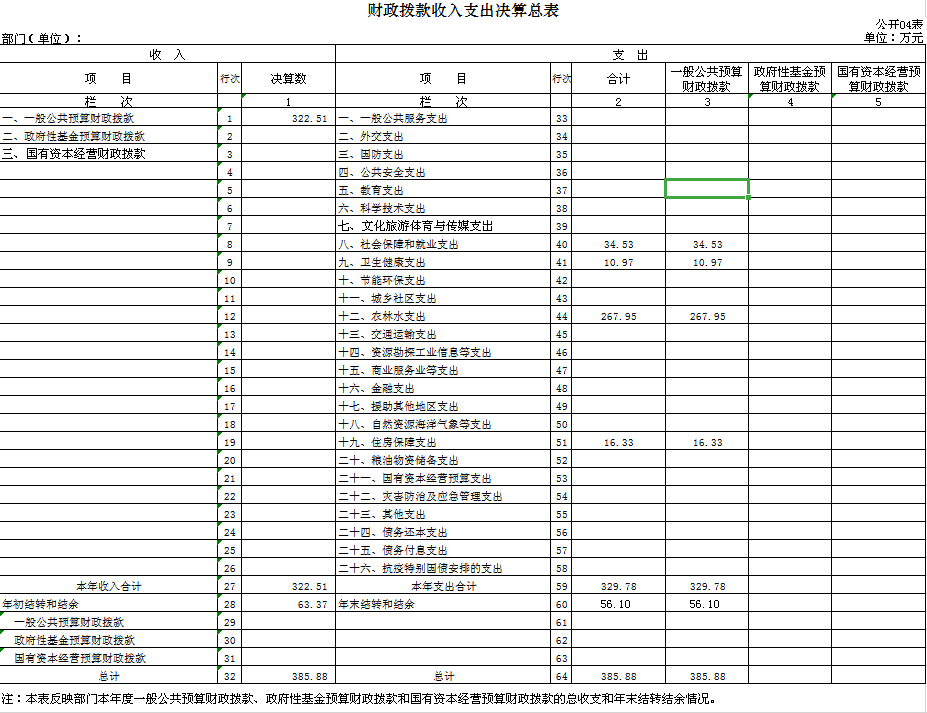 财政拨款收入支出决算总表
公开04表
部门(单位): 单位：万元
收 入 支 出
项 目 行次 决算数 项 目 行次 合计 一般公共预算财政拨款 政府性基金预算财政拨款 国有资本经营预算财政拨款
栏 次 1 栏 次 2 3 4 5
一、一般公共预算财政拨款 1 322.51 一、一般公共服务支出 33
二、政府性基金预算财政拨款 2 二、外交支出 34
三、国有资本经营财政拨款 3 三、国防支出 35
4 四、公共安全支出 36
5 五、教育支出 37
6 六、科学技术支出 38
7 七、文化旅游体育与传媒支出 39
8 八、社会保障和就业支出 40 34.53 34.53
9 九、卫生健康支出 41 10.97 10.97
10 十、节能环保支出 42
11 十一、城乡社区支出 43
12 十二、农林水支出 44 267.95 267.95
13 十三、交通运输支出 45
14 十四、资源勘探工业信息等支出 46
15 十五、商业服务业等支出 47
16 十六、金融支出 48
17 十七、援助其他地区支出 49
18 十八、自然资源海洋气象等支出 50
19 十九、住房保障支出 51 16.33 16.33
20 二十、粮油物资储备支出 52
21 二十一、国有资本经营预算支出 53
22 二十二、灾害防治及应急管理支出 54
23 二十三、其他支出 55
24 二十四、债务还本支出 56
25 二十五、债务付息支出 57
26 二十六、抗疫特别国债安排的支出 58
本年收入合计 27 322.51 本年支出合计 59 329.78 329.78
年初结转和结余 28 63.37 年末结转和结余 60 56.10 56.10
一般公共预算财政拨款 29 61
政府性基金预算财政拨款 30 62
国有资本经营预算财政拨款 31 63
总计 32 385.88 总计 64 385.88 385.88
注：本表反映部门本年度一般公共预算财政拨款、政府性基金预算财政拨款和国有资本经营预算财政拨款的总收支和年末结转结余情况。